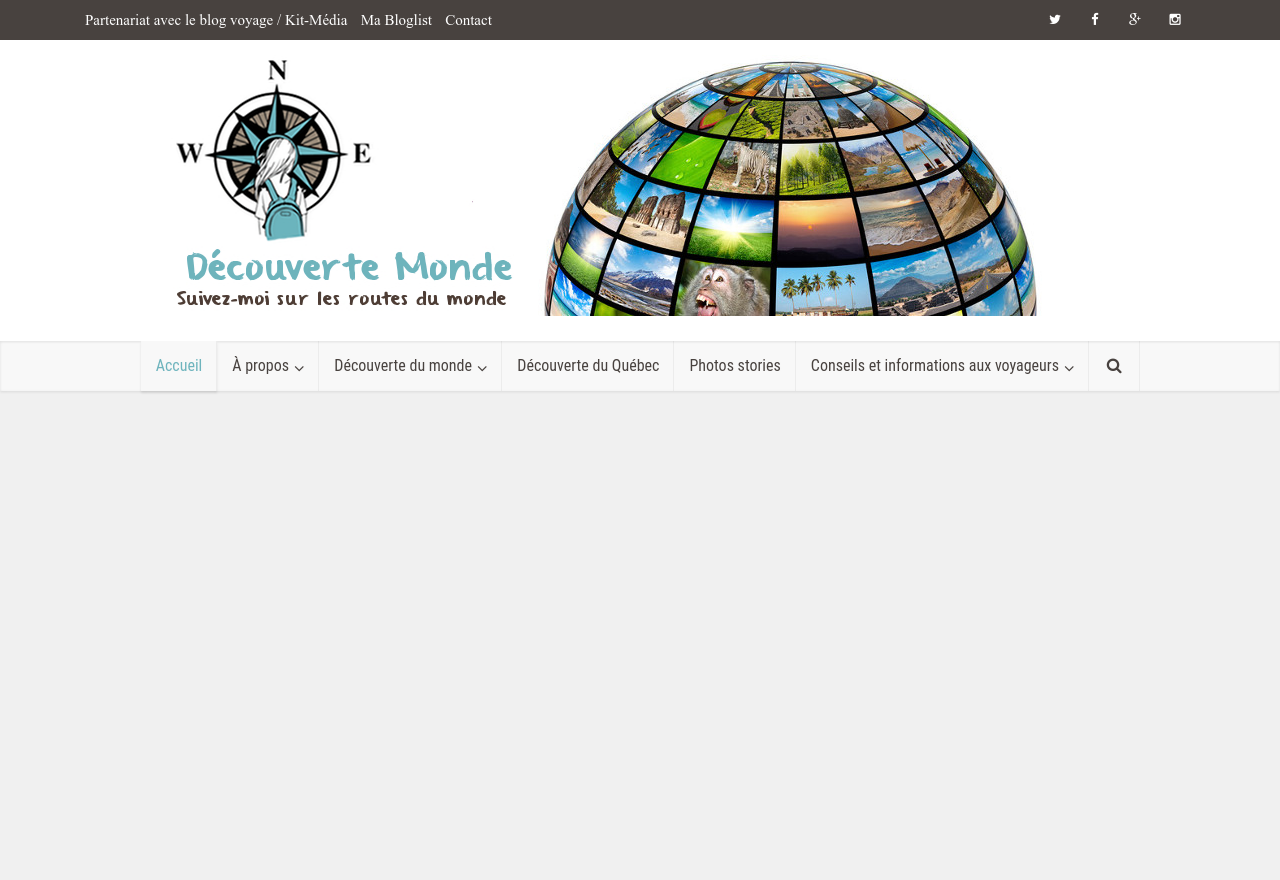 Partenariat avec le blog voyage / Kit-Média Ma Bloglist Contact
N
W E
Découverte Monde
Suivez-moi sur les routes du monde
Accueil À propos Découverte du monde Découverte du Québec Photos stories Conseils et informations aux voyageurs